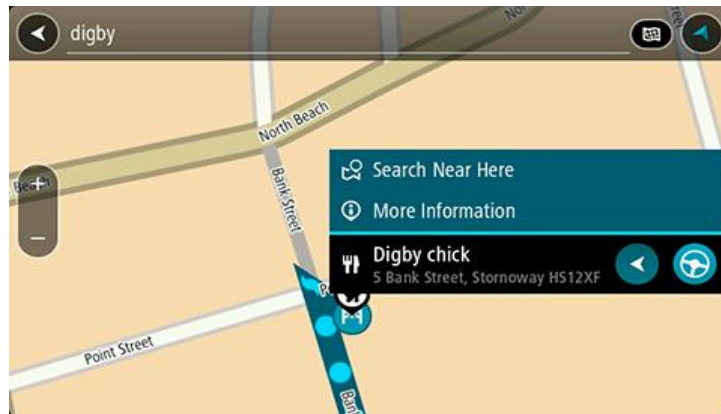 digby
North Beach
Search Near Here
Bank Street
More Information
Digby chick
5 Bank Street, Stornoway HS12XF
Point Street